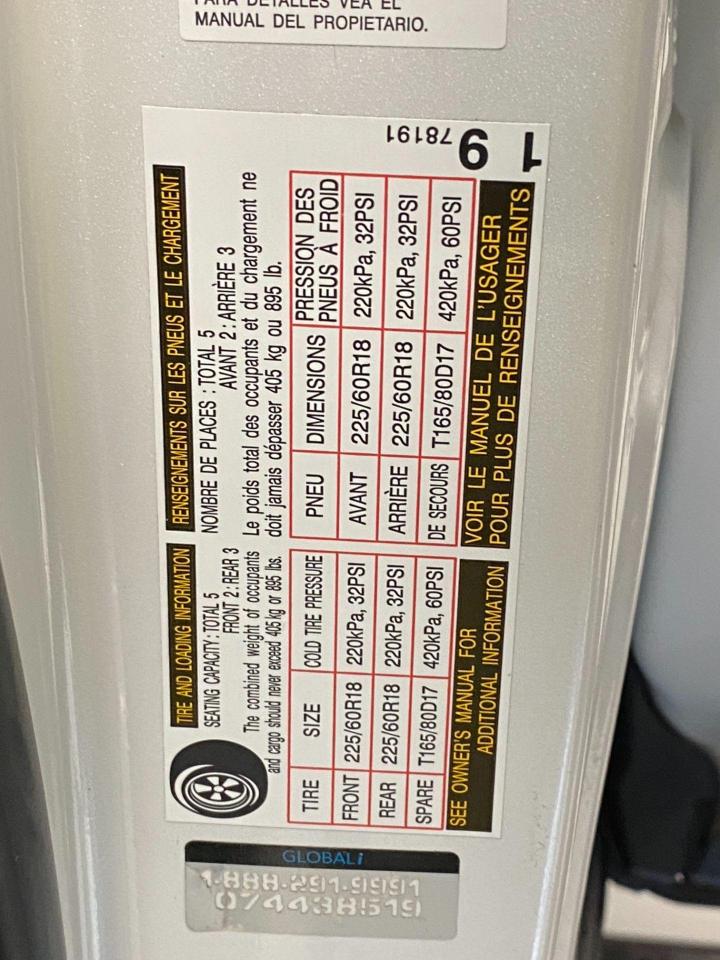 PARA DETALLES VEA EL
MANUAL DEL PROPIETARIO.
TIRE AND LOADING INFORMATION
SEATING CAPACITY : TOTAL 5
FRONT 2 : REAR 3
The combined weight of occupants
and cargo should never exceed 405 kg or 895 lbs.
TIRE SIZE COLD TIRE PRESSURE
FRONT 225/60R18 220kPa, 32PSI
REAR 225/60R18 220kPa, 32PSI
SPARE T165/80D17 420kPa, 60PSI
SEE OWNER'S MANUAL FOR
ADDITIONAL INFORMATION
RENSEIGNEMENTS SUR LES PNEUS ET LE CHARGEMENT
NOMBRE DE PLACES : TOTAL 5
AVANT 2 : ARRIÈRE 3
Le poids total des occupants et du chargement ne
doit jamais dépasser 405 kg ou 895 lb.
PNEU DIMENSIONS PRESSION DES
PNEUS À FROID
AVANT 225/60R18 220kPa, 32PSI
ARRIÈRE 225/60R18 220kPa, 32PSI
DE SECOURS T165/80D17 420kPa, 60PSI
VOIR LE MANUEL DE L'USAGER
POUR PLUS DE RENSEIGNEMENTS
78191
9
1
GLOBALi
1-888-291-9991
074438519